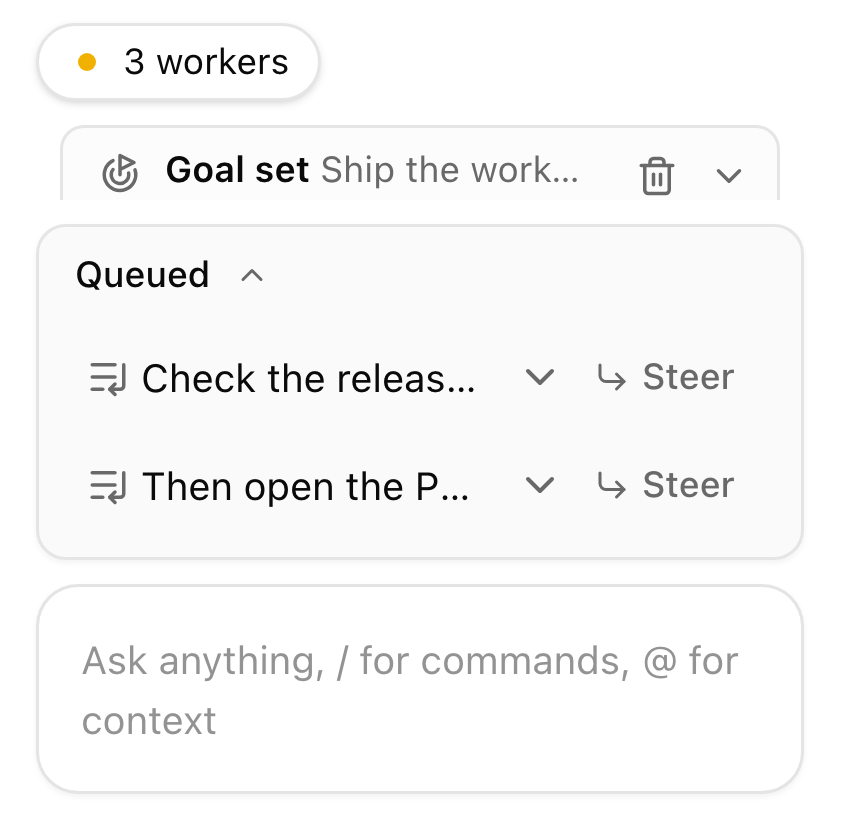 3 workers
Goal set Ship the work...
Queued
Check the releas... Steer
Then open the P... Steer
Ask anything, / for commands, @ for
context